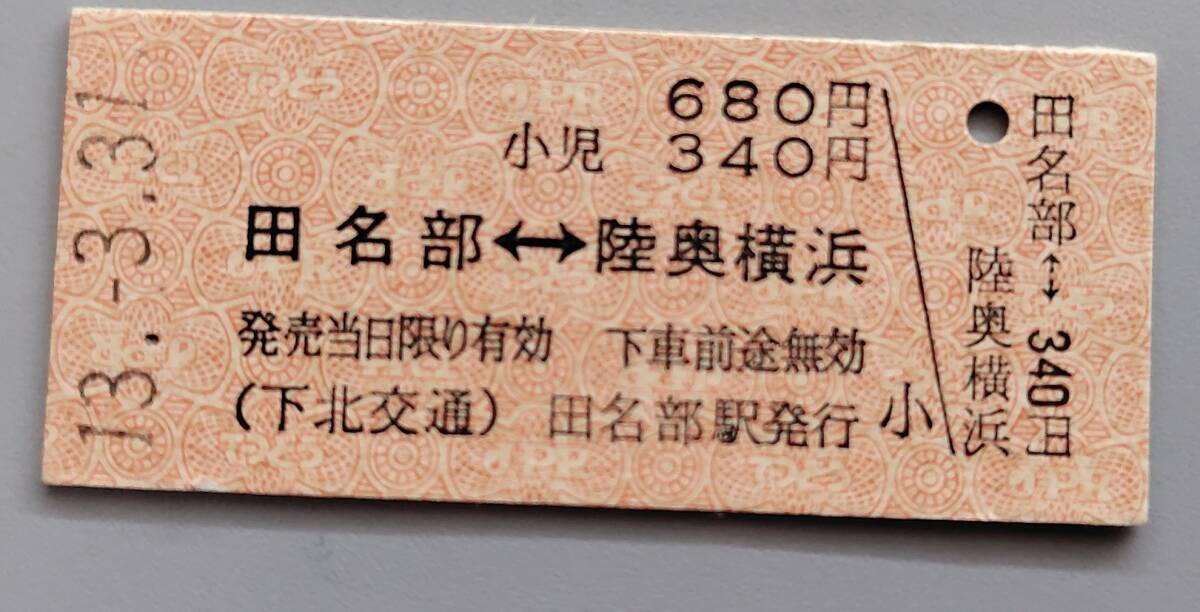 13.-3.31
680円
小児 340円
田名部↔陸奥横浜
発売当日限り有効 下車前途無効
(下北交通) 田名部駅発行
小
田名部↔340円
陸奥横浜